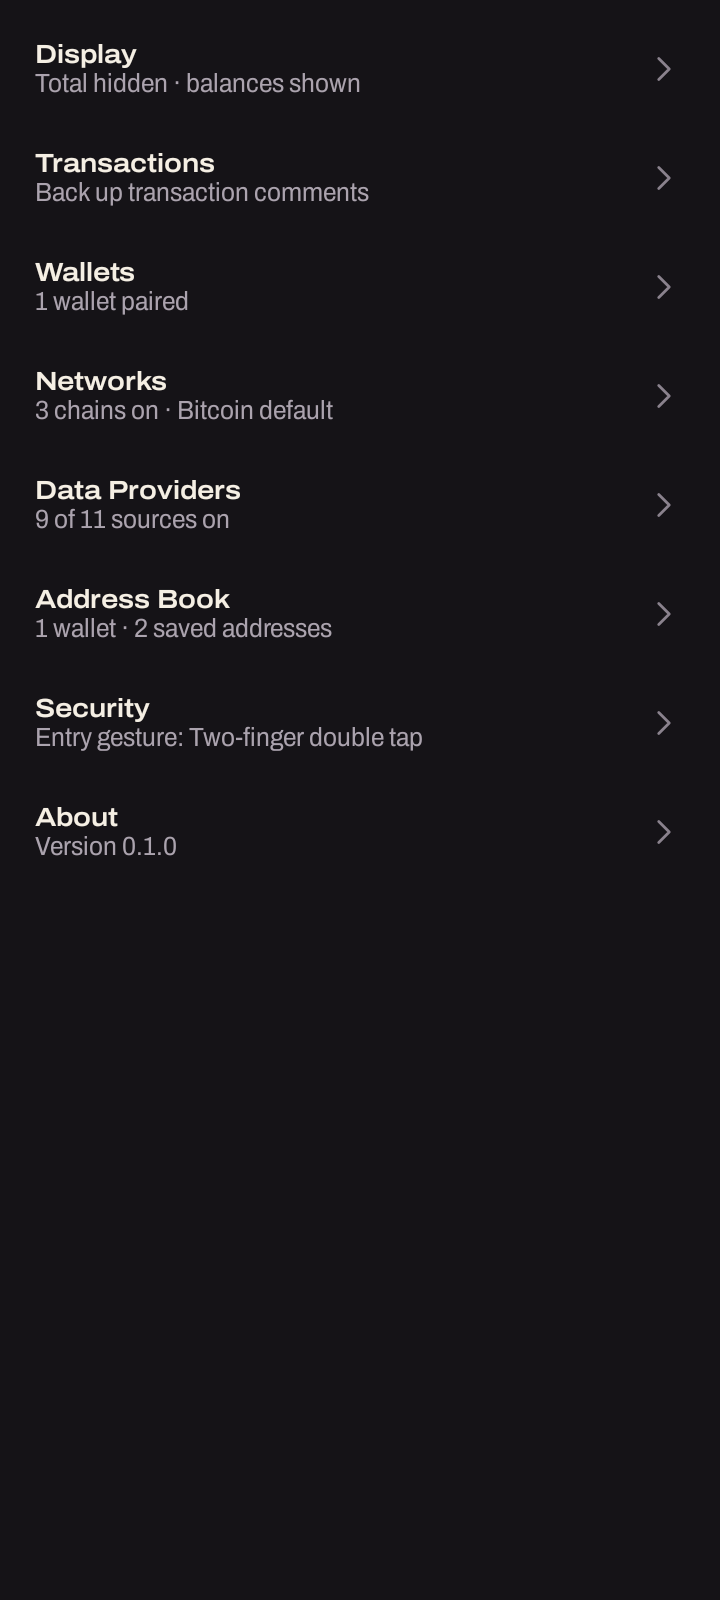 Display
Total hidden · balances shown
Transactions
Back up transaction comments
Wallets
1 wallet paired
Networks
3 chains on · Bitcoin default
Data Providers
9 of 11 sources on
Address Book
1 wallet · 2 saved addresses
Security
Entry gesture: Two-finger double tap
About
Version 0.1.0